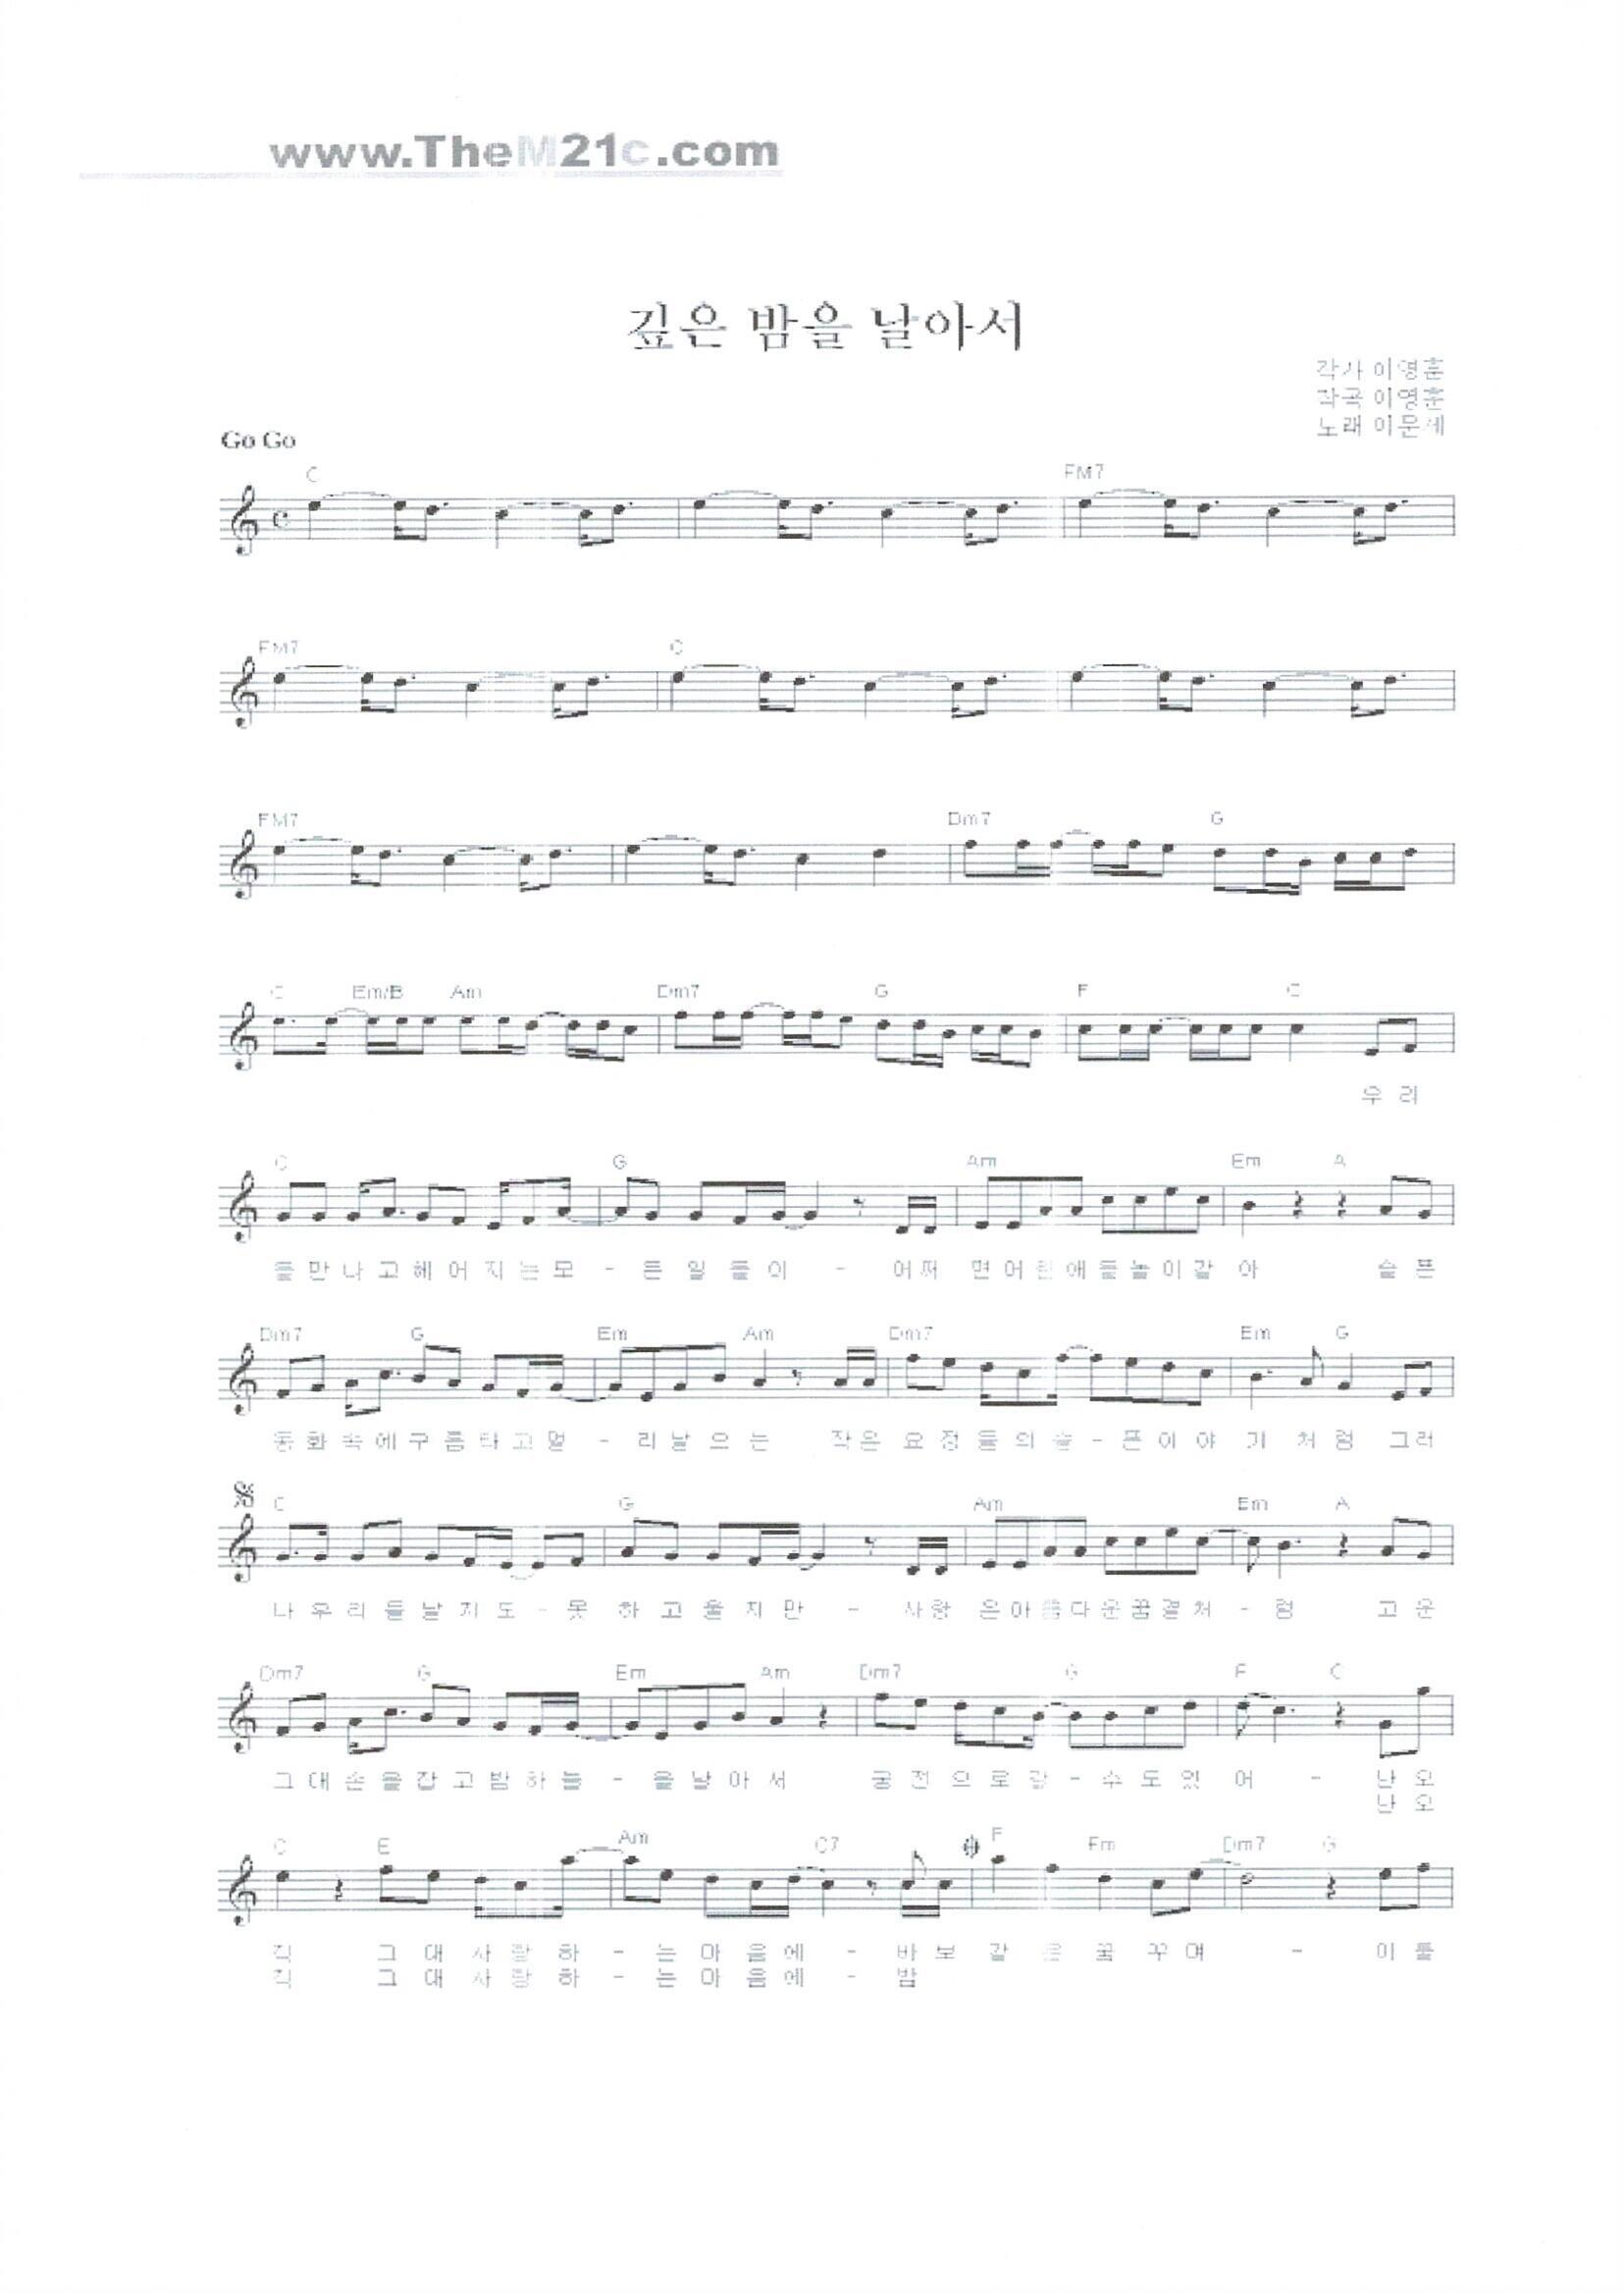 www.TheM21c.com
깊은 밤을 날아서
작사 이영훈
작곡 이영훈
노래 이문세
Go Go
C FM7
FM7 C
FM7 Dm7 G
C Em/B Am Dm7 G F C
우 리
C G Am Em A
들 만 나 고 헤 어 지 는 모 - 든 일 들 이 - 어 쩌 면 어 린 애 들 놀 이 같 아 슬 픈
Dm7 G Em Am Dm7 Em G
동 화 속 에 구 름 타 고 멀 - 리 날 으 는 작 은 요 정 들 의 슬 - 픈 이 야 기 처 럼 그 러
C G Am Em A
나 우 리 들 날 지 도 - 못 하 고 울 지 만 - 사 랑 은 아 름 다 운 꿈 결 처 - 럼 고 운
Dm7 G Em Am Dm7 G F C
그 대 손 을 잡 고 밤 하 늘 - 을 날 아 서 궁 전 으 로 갈 - 수 도 있 어 - 난 오
난 오
C E Am C7 F Fm Dm7 G
직 그 대 사 랑 하 - 는 마 음 에 - 바 보 같 은 꿈 꾸 며 - 이 룰
직 그 대 사 랑 하 - 는 마 음 에 - 밤